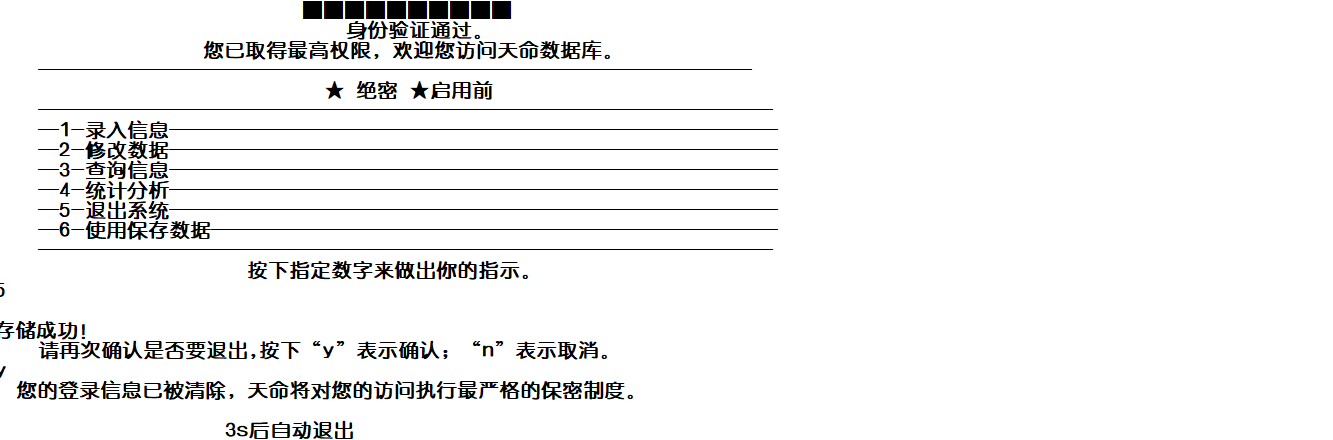 ██████████
身份验证通过。
您已取得最高权限，欢迎您访问天命数据库。
★ 绝密 ★启用前
—1—录入信息
—2—修改数据
—3—查询信息
—4—统计分析
—5—退出系统
—6—使用保存数据
按下指定数字来做出你的指示。
5
存储成功!
请再次确认是否要退出,按下“y”表示确认；“n”表示取消。
y
您的登录信息已被清除，天命将对您的访问执行最严格的保密制度。
3s后自动退出